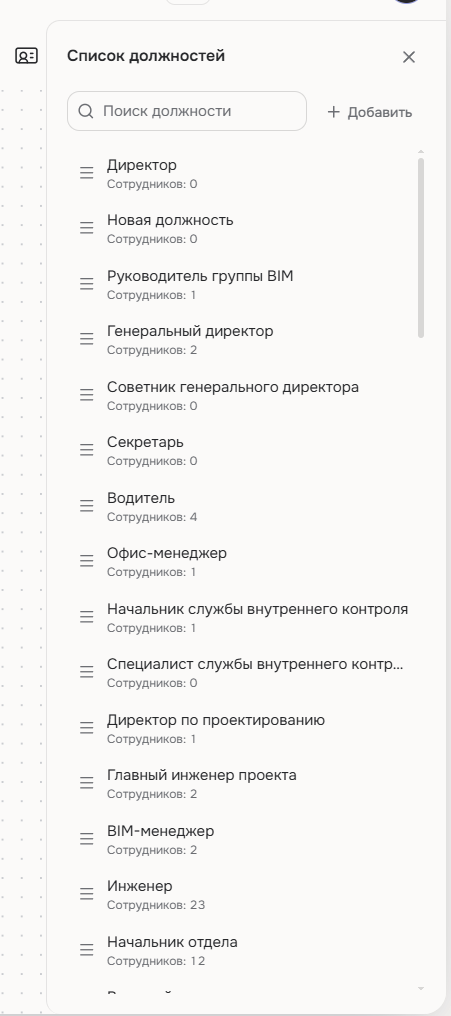 Список должностей
Поиск должности
Добавить
Директор
Сотрудников: 0
Новая должность
Сотрудников: 0
Руководитель группы BIM
Сотрудников: 1
Генеральный директор
Сотрудников: 2
Советник генерального директора
Сотрудников: 0
Секретарь
Сотрудников: 0
Водитель
Сотрудников: 4
Офис-менеджер
Сотрудников: 1
Начальник службы внутреннего контроля
Сотрудников: 1
Специалист службы внутреннего контр...
Сотрудников: 0
Директор по проектированию
Сотрудников: 1
Главный инженер проекта
Сотрудников: 2
BIM-менеджер
Сотрудников: 2
Инженер
Сотрудников: 23
Начальник отдела
Сотрудников: 12